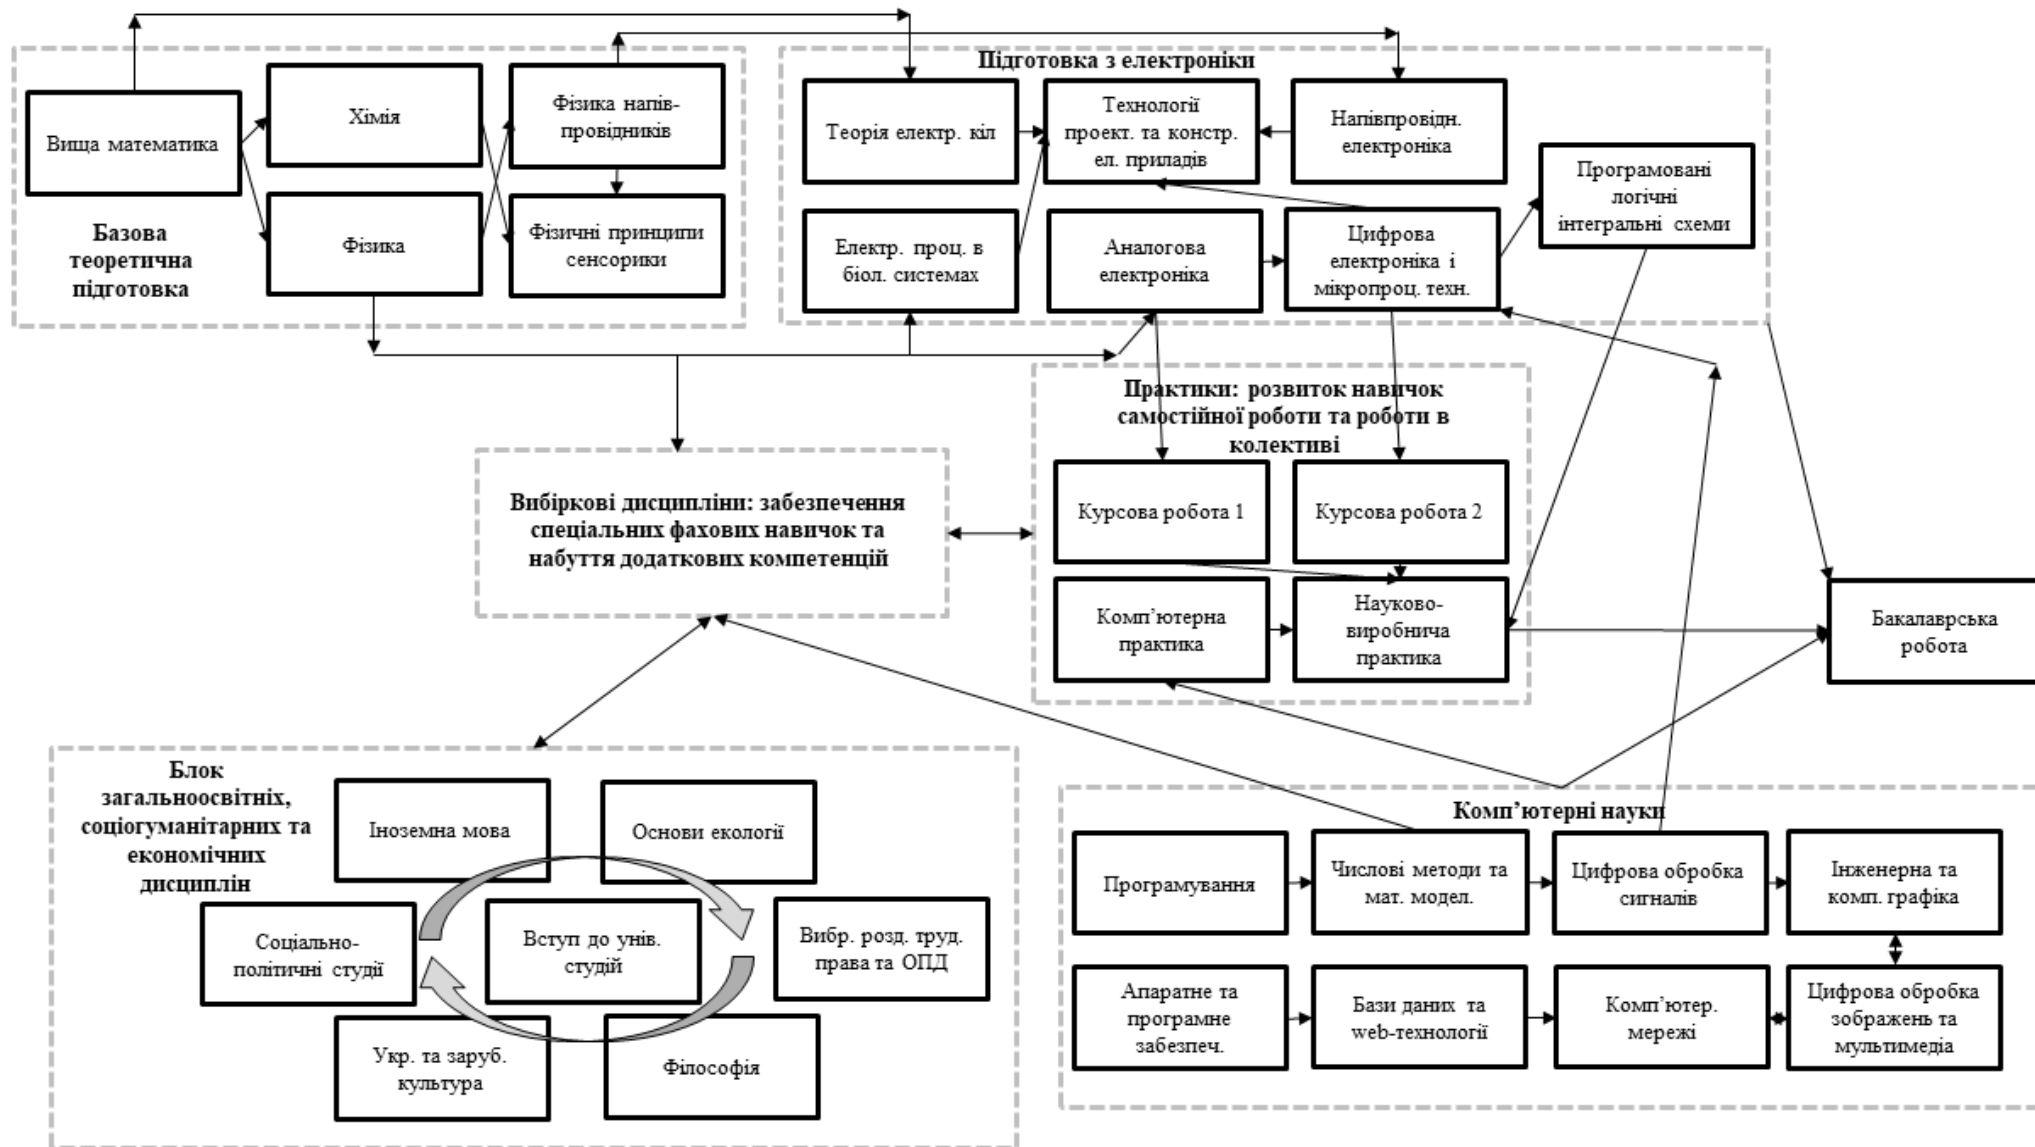 Вища математика
Хімія
Фізика
Фізика напів-
провідників
Фізичні принципи
сенсорики
Базова
теоретична
підготовка
Підготовка з електроніки
Теорія електр. кіл
Технології
проект. та констр.
ел. приладів
Напівпровідн.
електроніка
Програмовані
логічні
інтегральні схеми
Електр. проц. в
біол. системах
Аналогова
електроніка
Цифрова
електроніка і
мікропроц. техн.
Практики: розвиток навичок
самостійної роботи та роботи в
колективі
Курсова робота 1
Курсова робота 2
Комп’ютерна
практика
Науково-
виробнича
практика
Вибіркові дисципліни: забезпечення
спеціальних фахових навичок та
набуття додаткових компетенцій
Бакалаврська
робота
Блок
загальноосвітніх,
соціогуманітарних та
економічних
дисциплін
Іноземна мова
Основи екології
Соціально-
політичні студії
Вступ до унів.
студій
Вибр. розд. труд.
права та ОПД
Укр. та заруб.
культура
Філософія
Комп’ютерні науки
Програмування
Числові методи та
мат. модел.
Цифрова обробка
сигналів
Інженерна та
комп. графіка
Апаратне та
програмне
забезпеч.
Бази даних та
web-технології
Комп’ютер.
мережі
Цифрова обробка
зображень та
мультимедіа